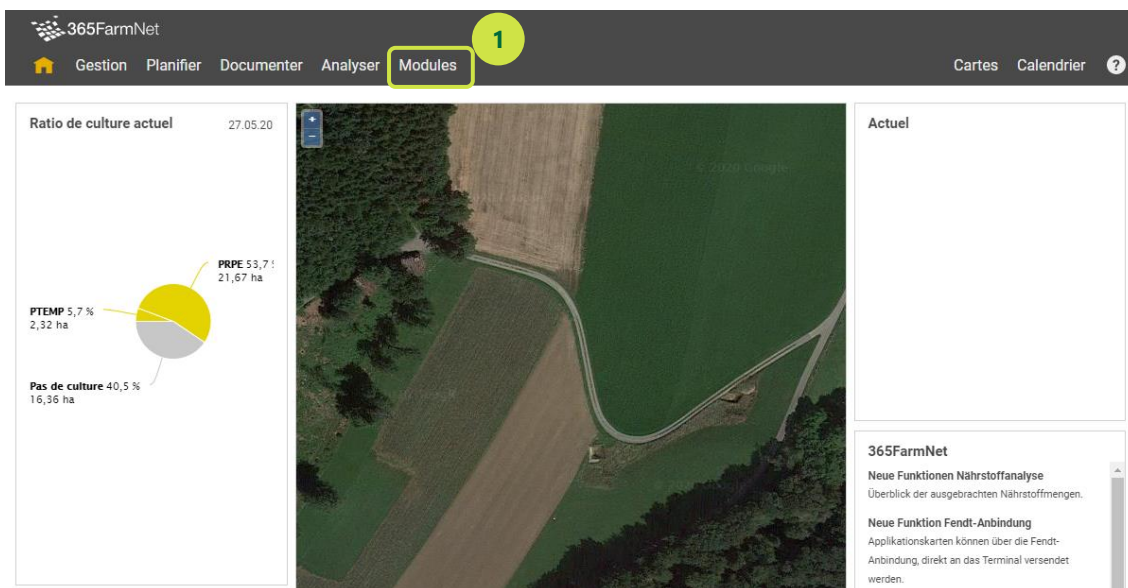 365FarmNet
1
Gestion Planifier Documenter Analyser Modules Cartes Calendrier ?
Ratio de culture actuel 27.05.20
PRPE 53,7
21,67 ha
PTEMP 5,7 %
2,32 ha
Pas de culture 40,5 %
16,36 ha
+
−
© 2020 Google
Actuel
365FarmNet
Neue Funktionen Nährstoffanalyse
Überblick der ausgebrachten Nährstoffmengen.
Neue Funktion Fendt-Anbindung
Applikationskarten können über die Fendt-
Anbindung, direkt an das Terminal versendet
werden.